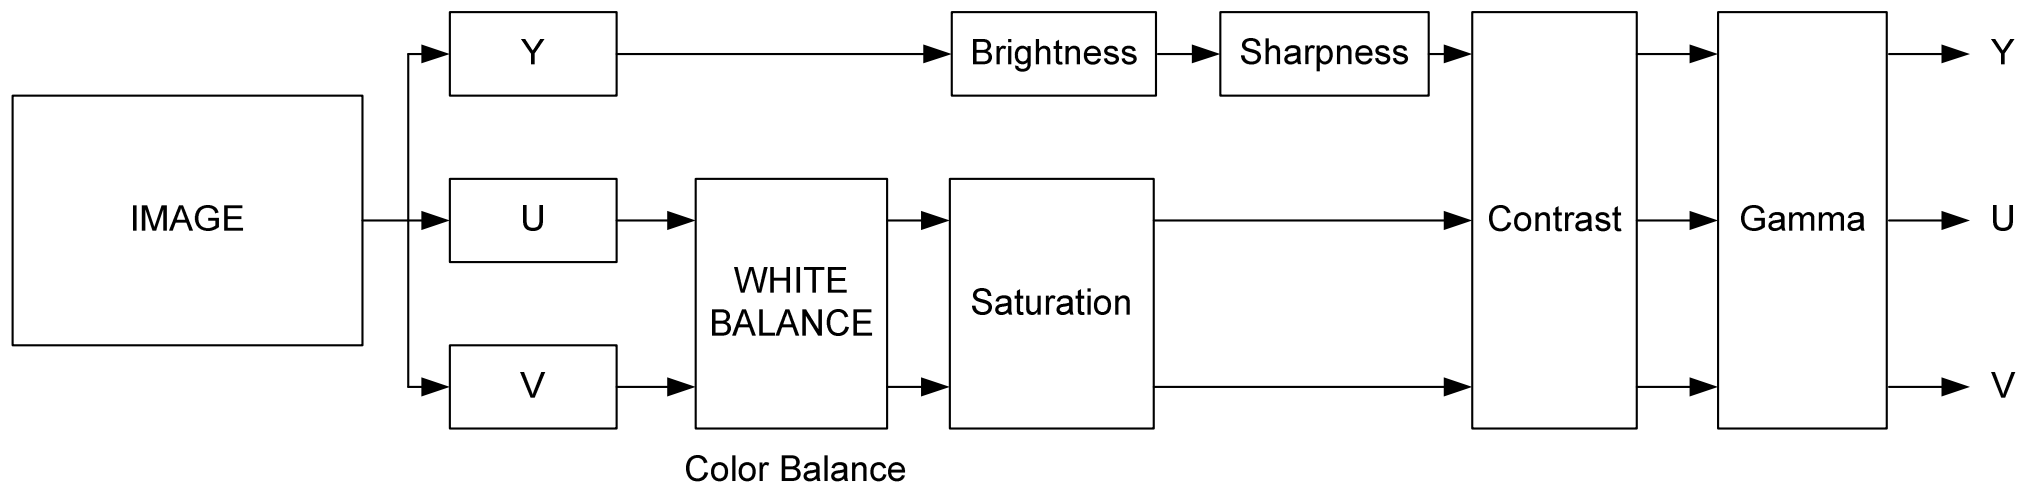 Y
Brightness
Sharpness
Y
IMAGE
U
Contrast
Gamma
U
WHITE
BALANCE
Saturation
V
V
Color Balance